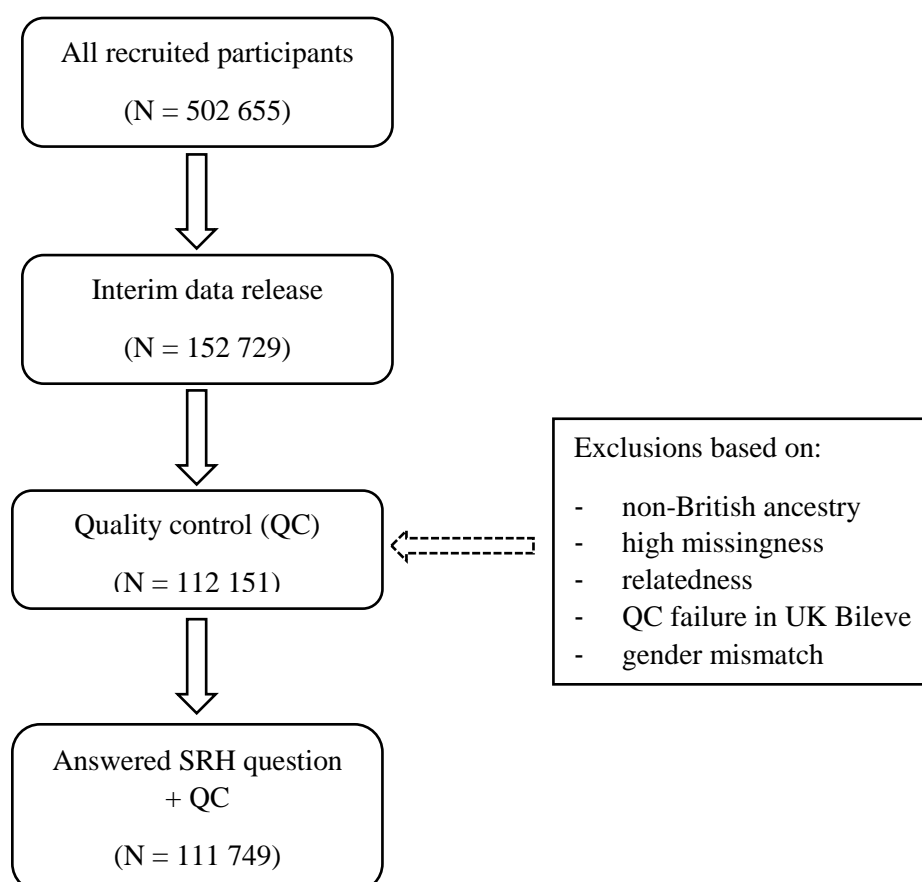 All recruited participants
(N = 502 655)
Interim data release
(N = 152 729)
Quality control (QC)
(N = 112 151)
Exclusions based on:
- non-British ancestry
- high missingness
- relatedness
- QC failure in UK Bileve
- gender mismatch
Answered SRH question
+ QC
(N = 111 749)